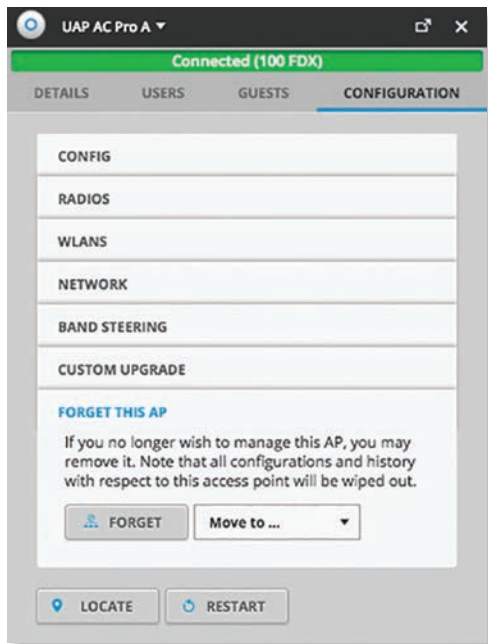 UAP AC Pro A
Connected (100 FDX)
DETAILS USERS GUESTS CONFIGURATION
CONFIG
RADIOS
WLANS
NETWORK
BAND STEERING
CUSTOM UPGRADE
FORGET THIS AP
If you no longer wish to manage this AP, you may
remove it. Note that all configurations and history
with respect to this access point will be wiped out.
FORGET Move to ...
LOCATE RESTART